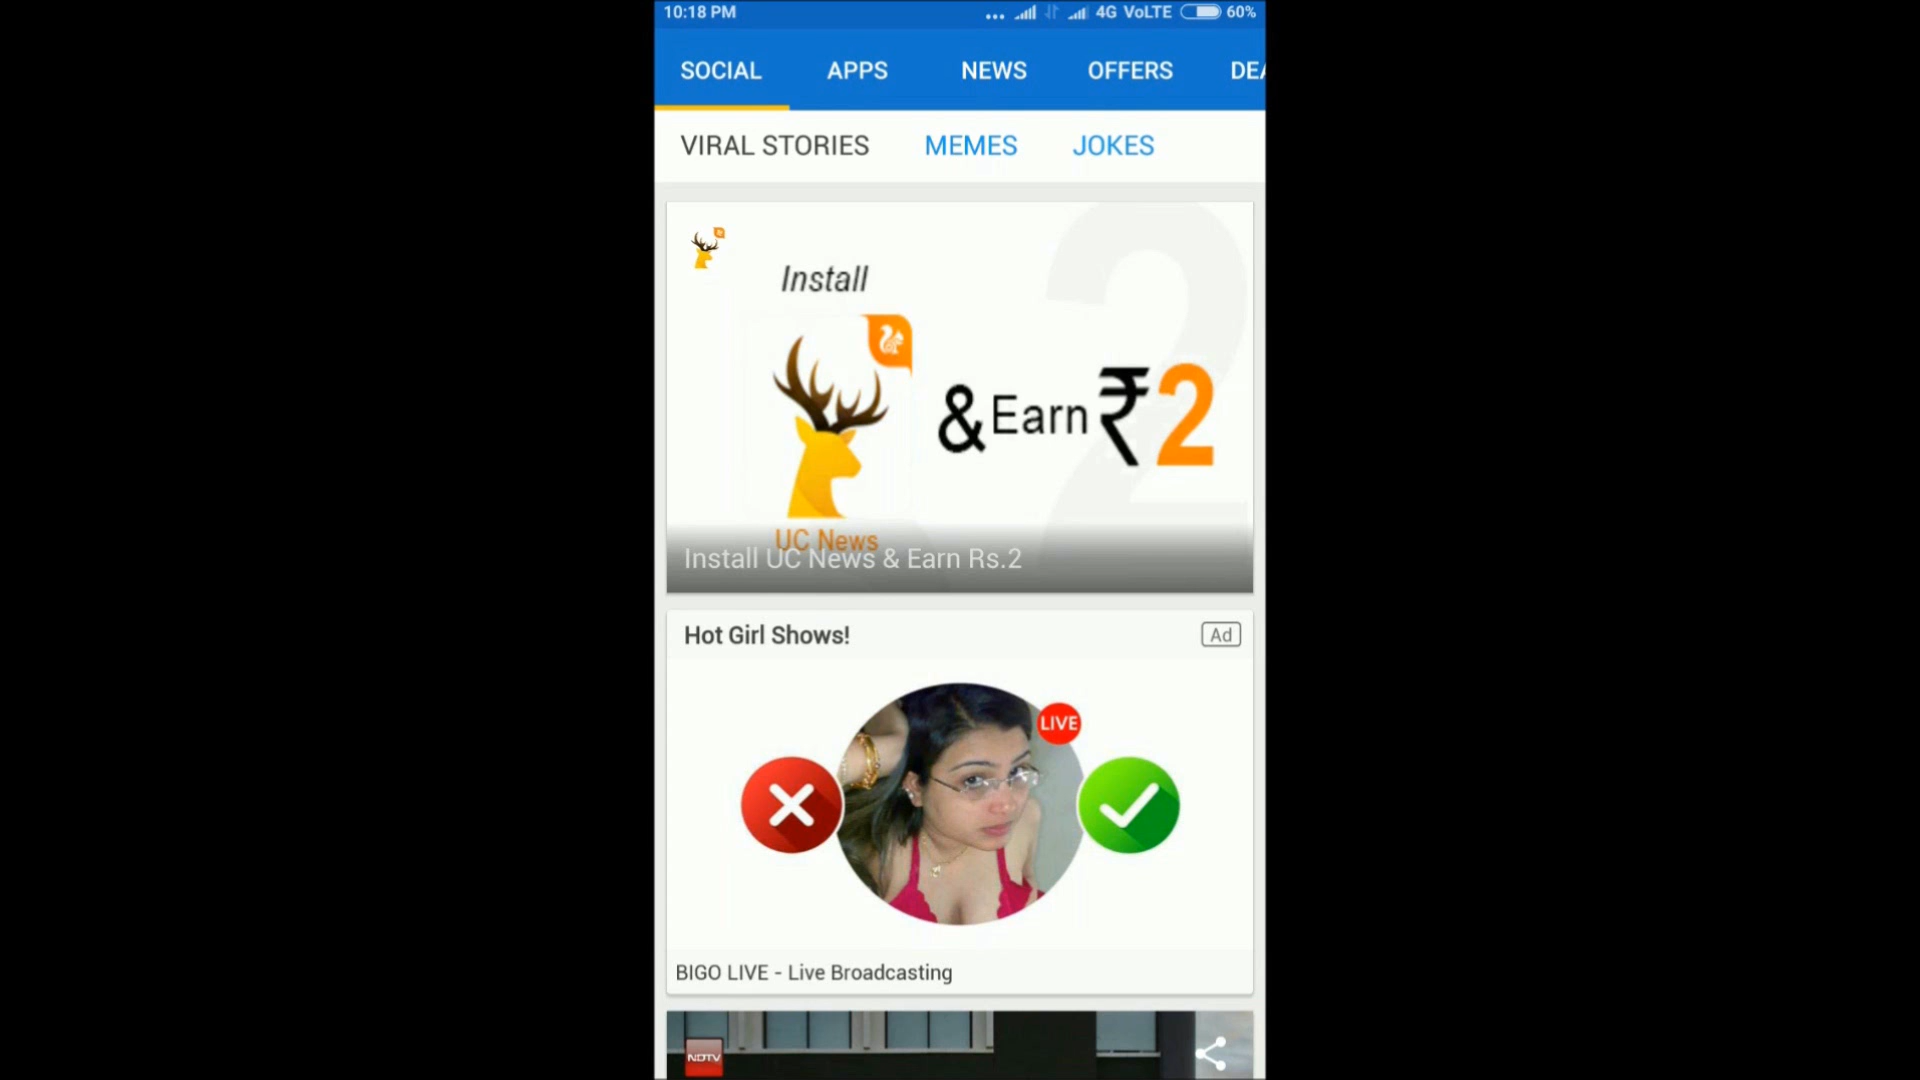 10:18 PM ... 4G VoLTE 60%
SOCIAL APPS NEWS OFFERS DEA
VIRAL STORIES MEMES JOKES
Install
& Earn ₹2
UC News
Install UC News & Earn Rs.2
Hot Girl Shows! Ad
LIVE
BIGO LIVE - Live Broadcasting
NDTV